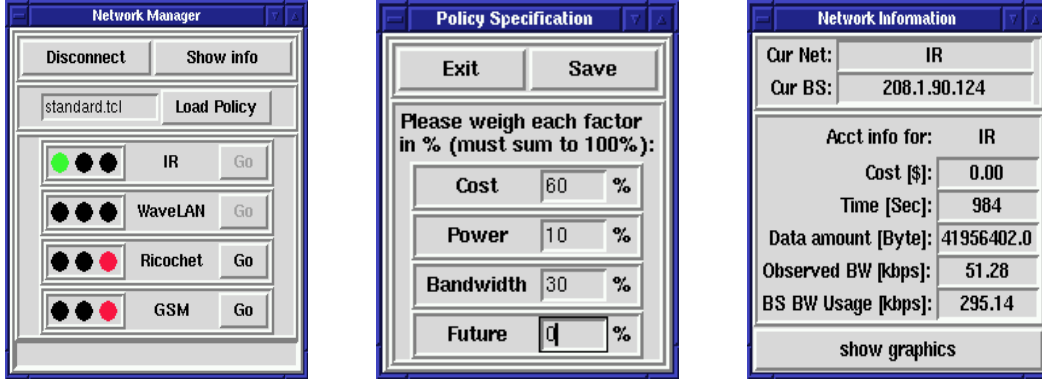 Network Manager
Disconnect
Show info
standard.tcl
Load Policy
IR
Go
WaveLAN
Go
Ricochet
Go
GSM
Go
Policy Specification
Exit
Save
Please weigh each factor
in % (must sum to 100%):
Cost 60 %
Power 10 %
Bandwidth 30 %
Future 0 %
Network Information
Cur Net: IR
Cur BS: 208.1.90.124
Acct info for: IR
Cost [$]: 0.00
Time [Sec]: 984
Data amount [Byte]: 41956402.0
Observed BW [kbps]: 51.28
BS BW Usage [kbps]: 295.14
show graphics